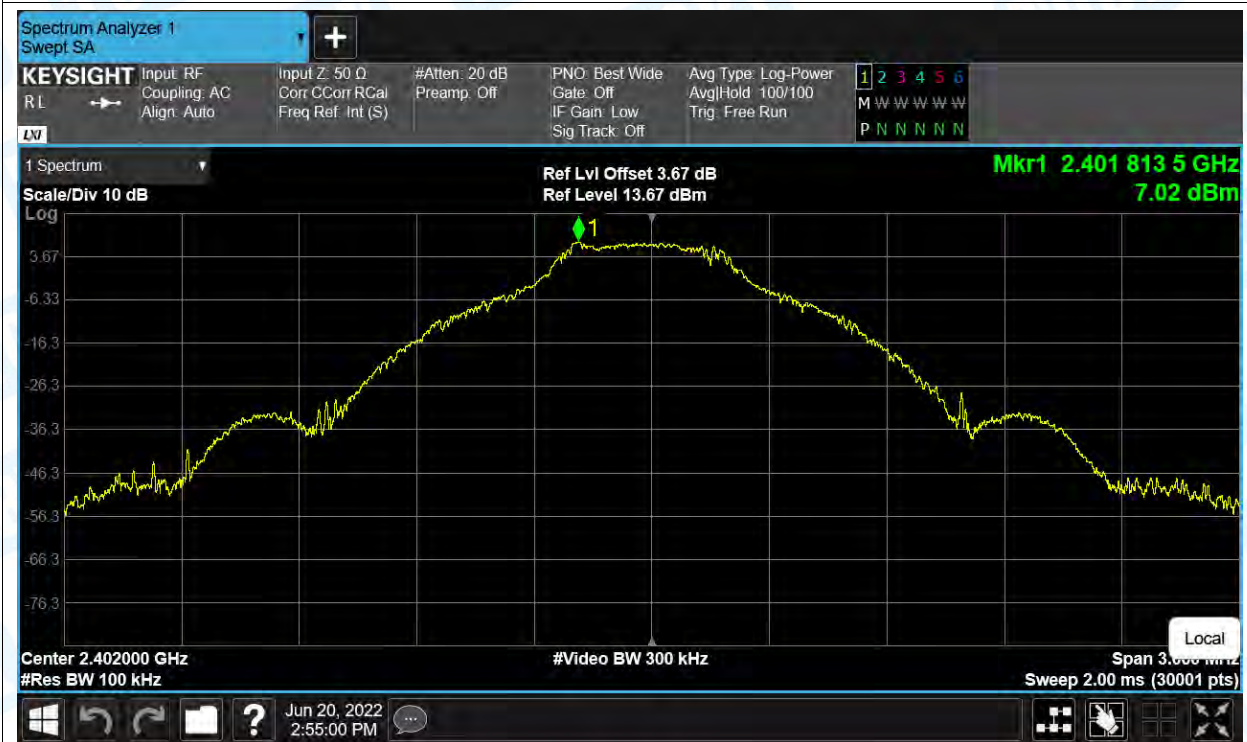 Spectrum Analyzer 1
Swept SA
KEYSIGHT
R L
LXI
Input: RF
Coupling: AC
Align: Auto
Input Z: 50 Ω
Corr CCorr RCal
Freq Ref: Int (S)
#Atten: 20 dB
Preamp: Off
PNO: Best Wide
Gate: Off
IF Gain: Low
Sig Track: Off
Avg Type: Log-Power
Avg|Hold: 100/100
Trig: Free Run
1 2 3 4 5 6
M W W W W W W
P N N N N N N
1 Spectrum
Scale/Div 10 dB
Log
Ref Lvl Offset 3.67 dB
Ref Level 13.67 dBm
Mkr1 2.401 813 5 GHz
7.02 dBm
1
3.67
-6.33
-16.3
-26.3
-36.3
-46.3
-56.3
-66.3
-76.3
Local
Center 2.402000 GHz
#Res BW 100 kHz
#Video BW 300 kHz
Span 3.000 MHz
Sweep 2.00 ms (30001 pts)
?
Jun 20, 2022
2:55:00 PM